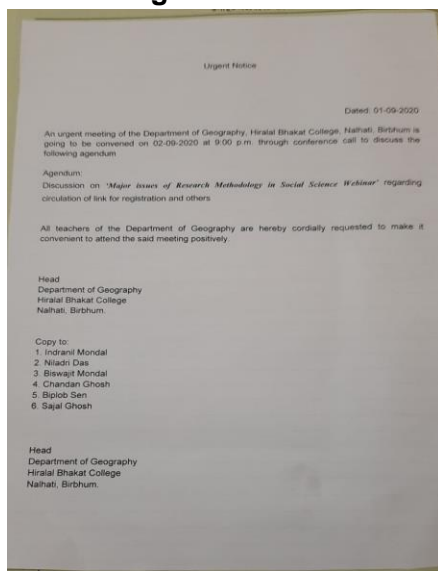 Urgent Notice
Dated: 01-09-2020
An urgent meeting of the Department of Geography, Hiralal Bhakat College, Nalhati, Birbhum is
going to be convened on 02-09-2020 at 9:00 p.m. through conference call to discuss the
following agendum
Agendum:
Discussion on 'Major issues of Research Methodology in Social Science Webinar' regarding
circulation of link for registration and others
All teachers of the Department of Geography are hereby cordially requested to make it
convenient to attend the said meeting positively.
Head
Department of Geography
Hiralal Bhakat College
Nalhati, Birbhum.
Copy to:
1. Indranil Mondal
2. Niladri Das
3. Biswajit Mondal
4. Chandan Ghosh
5. Biplob Sen
6. Sajal Ghosh
Head
Department of Geography
Hiralal Bhakat College
Nalhati, Birbhum.